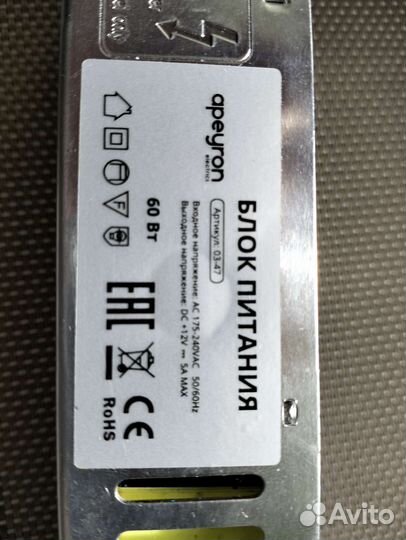 apeyron
electrics
БЛОК ПИТАНИЯ
Артикул: 03-47
Входное напряжение: AC 175-240VAC 50/60Hz
Выходное напряжение: DC +12V ⎓ 5A MAX
60 Вт
F
EAC
CE
RoHS
Avito